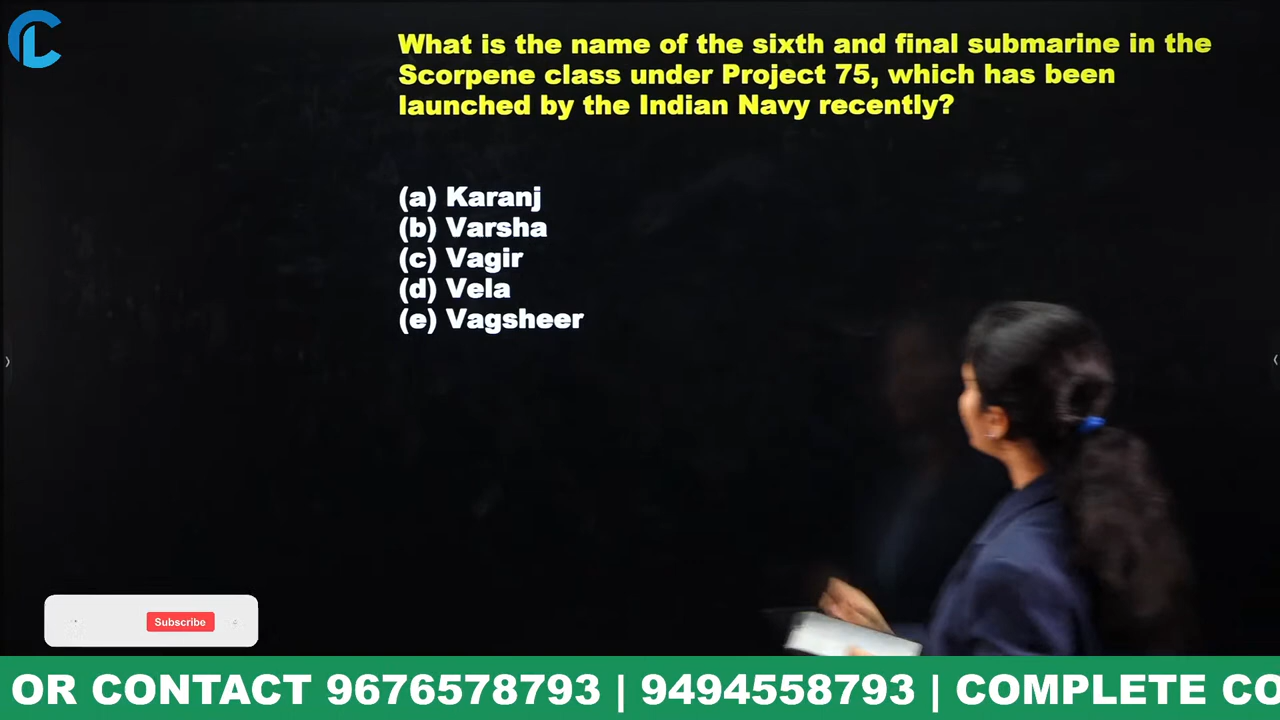 What is the name of the sixth and final submarine in the
Scorpene class under Project 75, which has been
launched by the Indian Navy recently?
(a) Karanj
(b) Varsha
(c) Vagir
(d) Vela
(e) Vagsheer
Subscribe
OR CONTACT 9676578793 | 9494558793 | COMPLETE CO